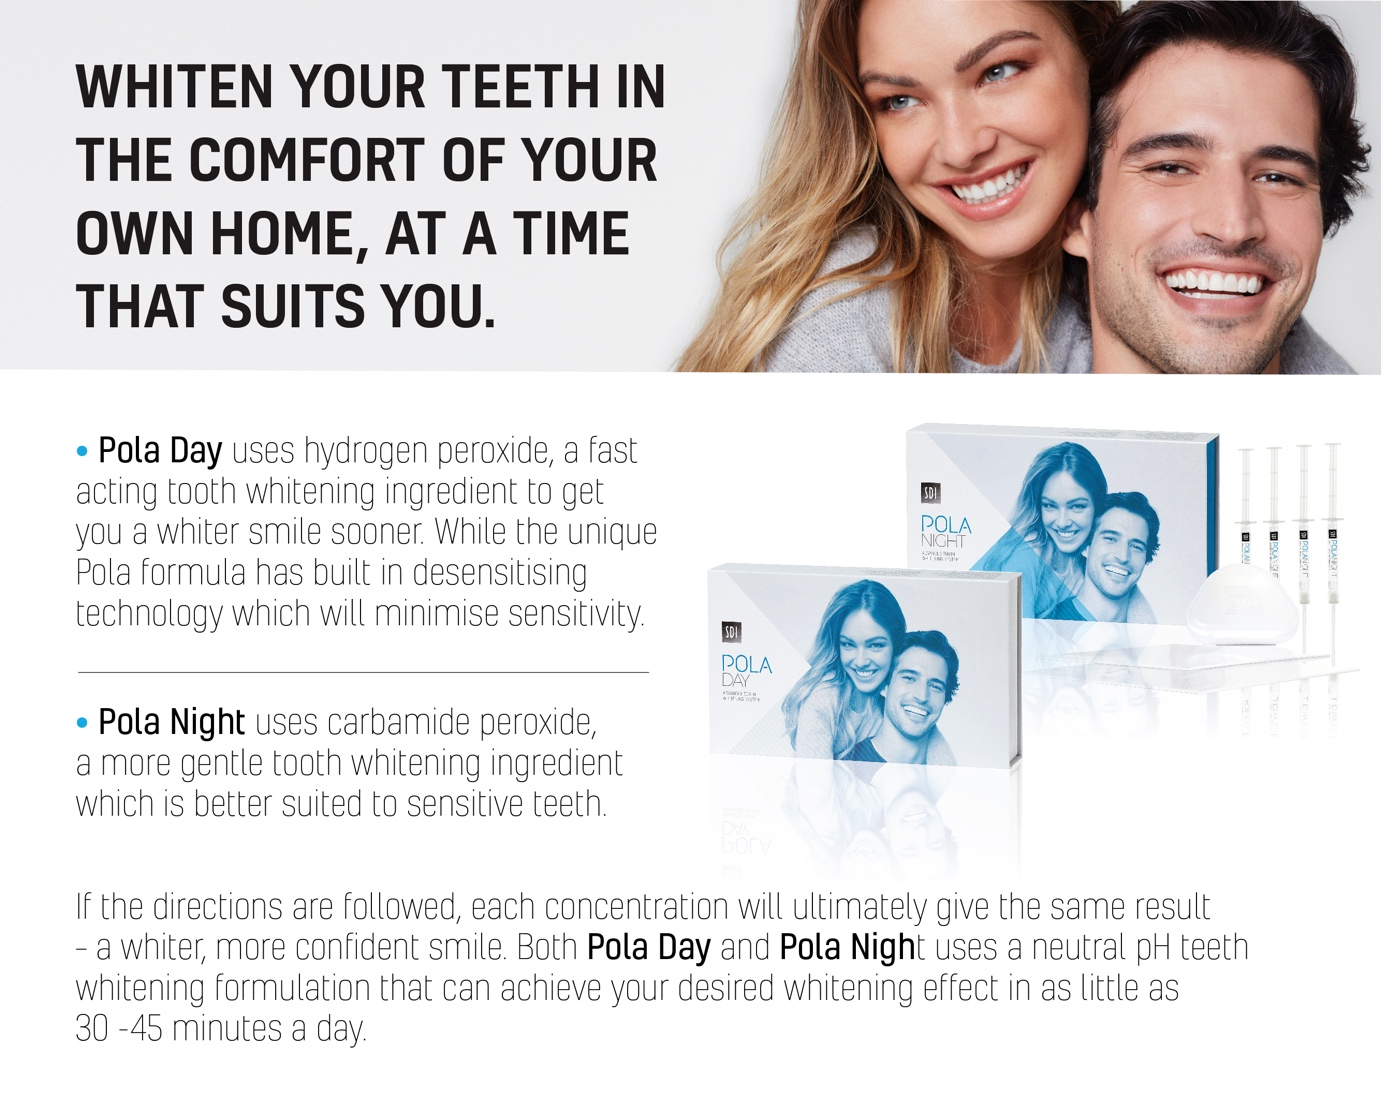 WHITEN YOUR TEETH IN
THE COMFORT OF YOUR
OWN HOME, AT A TIME
THAT SUITS YOU.
• Pola Day uses hydrogen peroxide, a fast
acting tooth whitening ingredient to get
you a whiter smile sooner. While the unique
Pola formula has built in desensitising
technology which will minimise sensitivity.
• Pola Night uses carbamide peroxide,
a more gentle tooth whitening ingredient
which is better suited to sensitive teeth.
SDI
POLA
NIGHT
SDI
POLA
DAY
If the directions are followed, each concentration will ultimately give the same result
– a whiter, more confident smile. Both Pola Day and Pola Night uses a neutral pH teeth
whitening formulation that can achieve your desired whitening effect in as little as
30 -45 minutes a day.